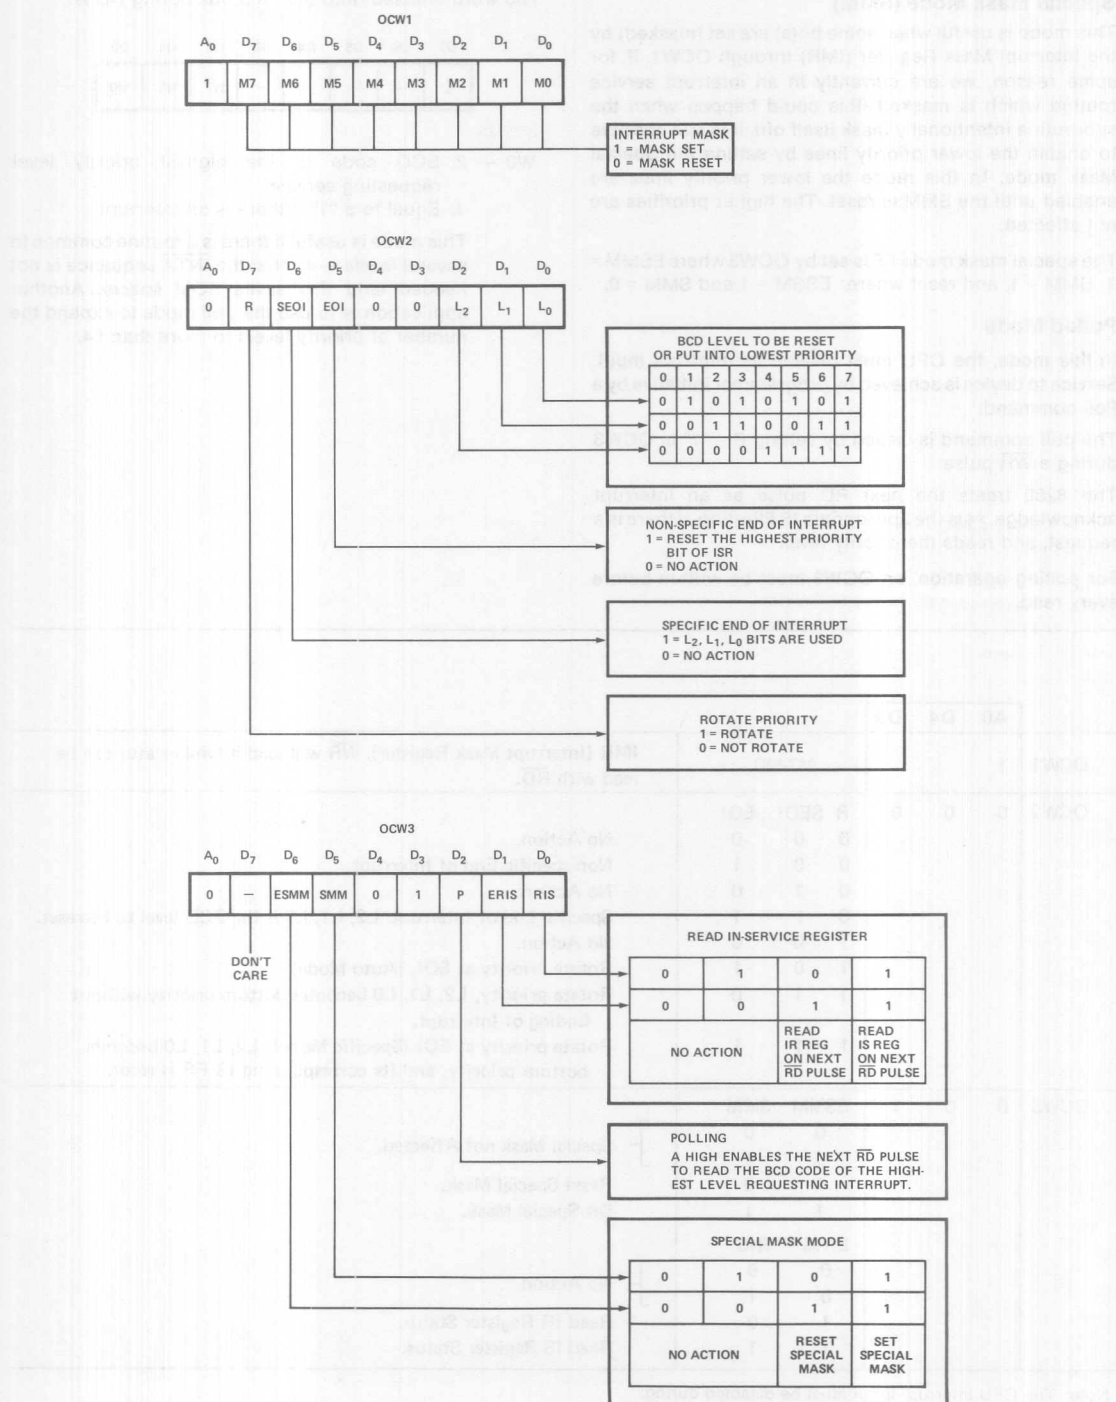 OCW1
A0 D7 D6 D5 D4 D3 D2 D1 D0
1 M7 M6 M5 M4 M3 M2 M1 M0
INTERRUPT MASK
1 = MASK SET
0 = MASK RESET
OCW2
A0 D7 D6 D5 D4 D3 D2 D1 D0
0 R SEOI EOI 0 0 L2 L1 L0
BCD LEVEL TO BE RESET
OR PUT INTO LOWEST PRIORITY
0 1 2 3 4 5 6 7
0 1 0 1 0 1 0 1
0 0 1 1 0 0 1 1
0 0 0 0 1 1 1 1
NON-SPECIFIC END OF INTERRUPT
1 = RESET THE HIGHEST PRIORITY
BIT OF ISR
0 = NO ACTION
SPECIFIC END OF INTERRUPT
1 = L2, L1, L0 BITS ARE USED
0 = NO ACTION
ROTATE PRIORITY
1 = ROTATE
0 = NOT ROTATE
OCW3
A0 D7 D6 D5 D4 D3 D2 D1 D0
0 — ESMM SMM 0 1 P ERIS RIS
DON'T
CARE
READ IN-SERVICE REGISTER
0 1 0 1
0 0 1 1
NO ACTION
READ
IR REG
ON NEXT
RD PULSE
READ
IS REG
ON NEXT
RD PULSE
POLLING
A HIGH ENABLES THE NEXT RD PULSE
TO READ THE BCD CODE OF THE HIGH-
EST LEVEL REQUESTING INTERRUPT.
SPECIAL MASK MODE
0 1 0 1
0 0 1 1
NO ACTION
RESET
SPECIAL
MASK
SET
SPECIAL
MASK